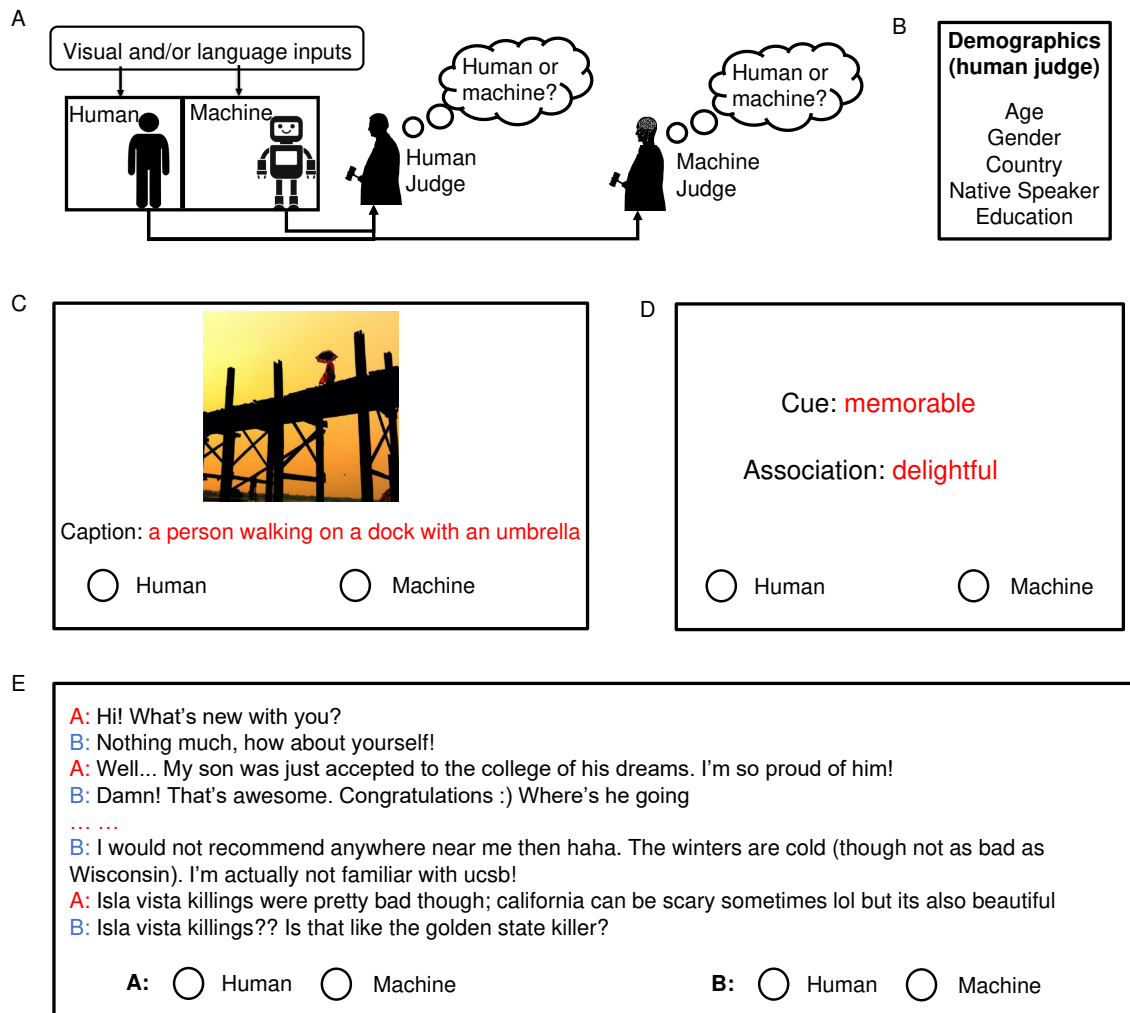 A
Visual and/or language inputs
Human
Machine
Human or
machine?
Human
Judge
Human or
machine?
Machine
Judge
B
Demographics
(human judge)
Age
Gender
Country
Native Speaker
Education
C
Caption: a person walking on a dock with an umbrella
Human
Machine
D
Cue: memorable
Association: delightful
Human
Machine
E
A: Hi! What's new with you?
B: Nothing much, how about yourself!
A: Well... My son was just accepted to the college of his dreams. I'm so proud of him!
B: Damn! That's awesome. Congratulations :) Where's he going
... ...
B: I would not recommend anywhere near me then haha. The winters are cold (though not as bad as
Wisconsin). I'm actually not familiar with ucsb!
A: Isla vista killings were pretty bad though; california can be scary sometimes lol but its also beautiful
B: Isla vista killings?? Is that like the golden state killer?
A: Human Machine B: Human Machine